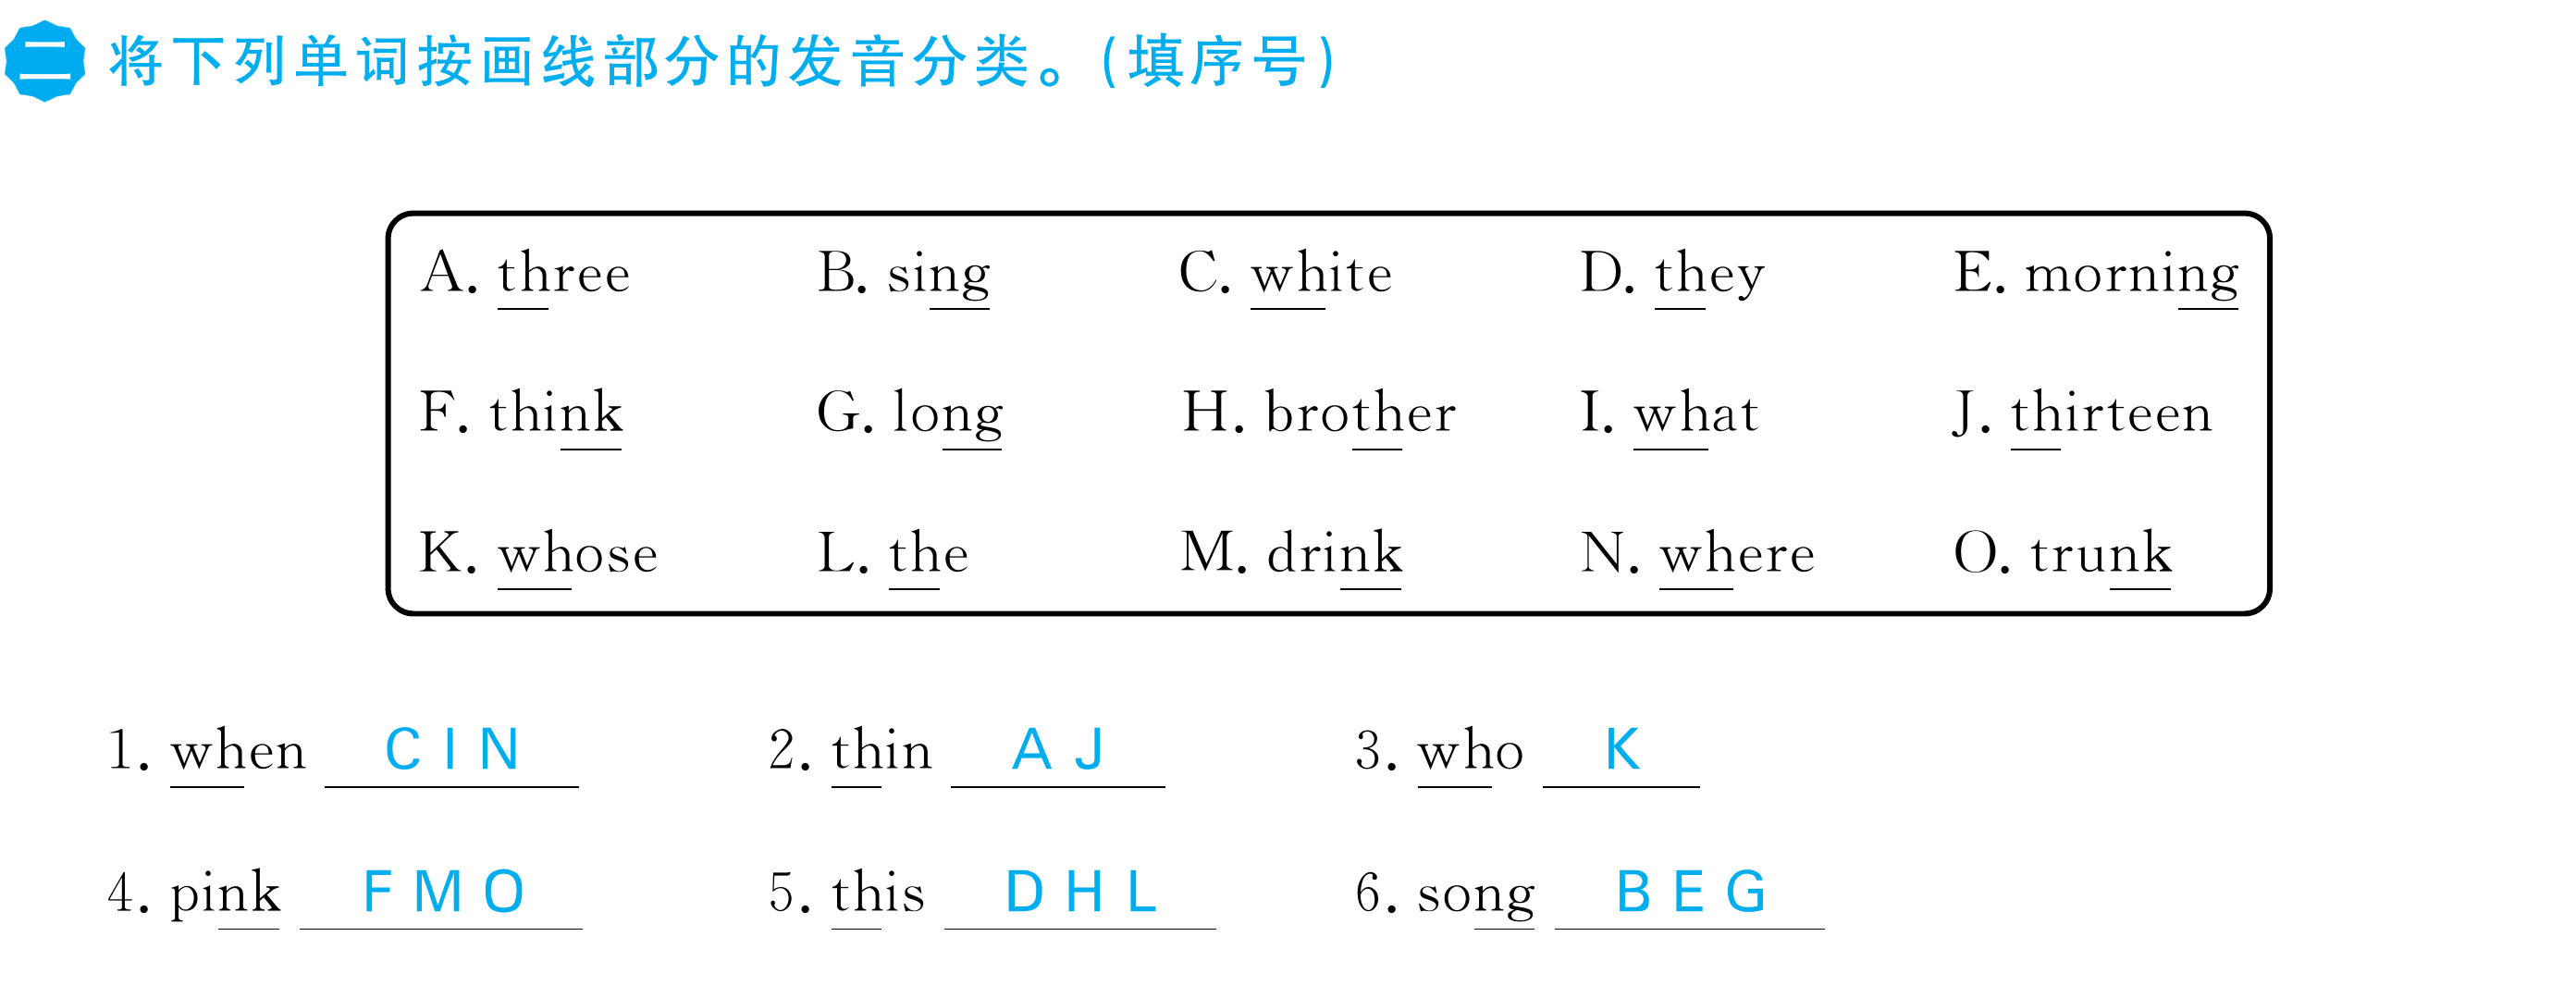 二 将下列单词按画线部分的发音分类。(填序号)
A. three B. sing C. white D. they E. morning
F. think G. long H. brother I. what J. thirteen
K. whose L. the M. drink N. where O. trunk
1. when C I N 2. thin A J 3. who K
4. pink F M O 5. this D H L 6. song B E G